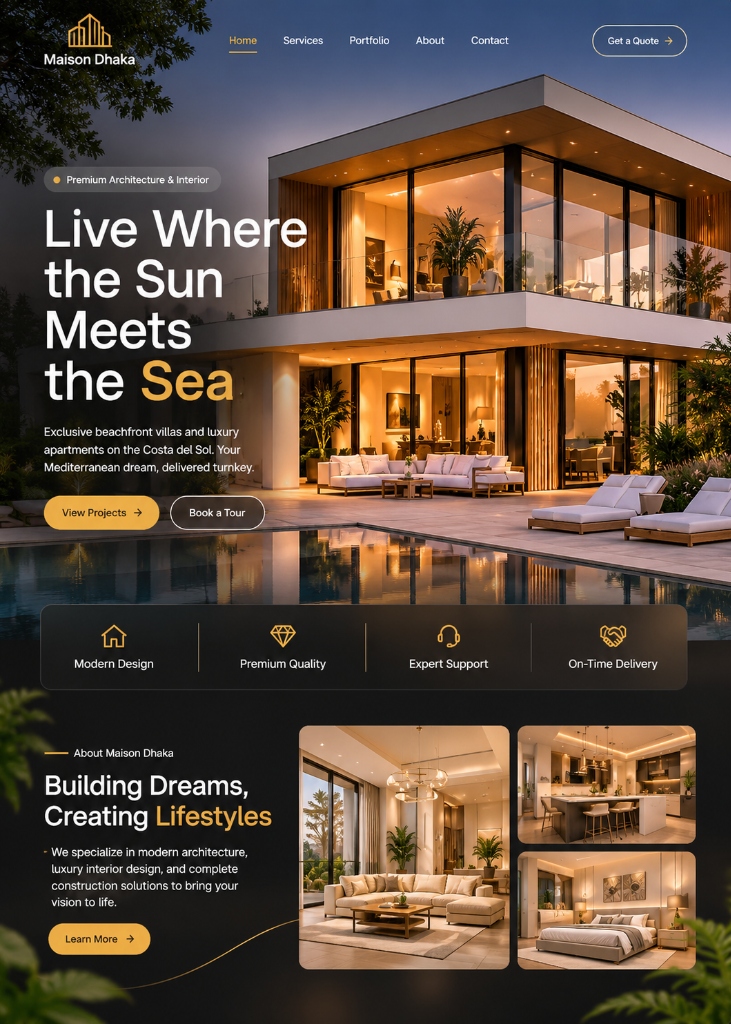 Maison Dhaka
Home
Services
Portfolio
About
Contact
Get a Quote →
Premium Architecture & Interior
Live Where
the Sun
Meets
the Sea
Exclusive beachfront villas and luxury
apartments on the Costa del Sol. Your
Mediterranean dream, delivered turnkey.
View Projects →
Book a Tour
Modern Design
Premium Quality
Expert Support
On-Time Delivery
About Maison Dhaka
Building Dreams,
Creating Lifestyles
We specialize in modern architecture,
luxury interior design, and complete
construction solutions to bring your
vision to life.
Learn More →